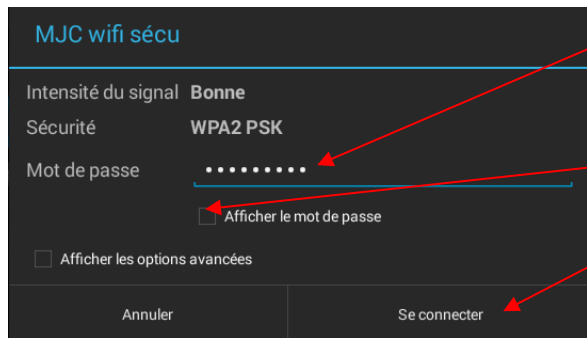 MJC wifi sécu
Intensité du signal Bonne
Sécurité WPA2 PSK
Mot de passe •••••••••
Afficher le mot de passe
Afficher les options avancées
Annuler Se connecter